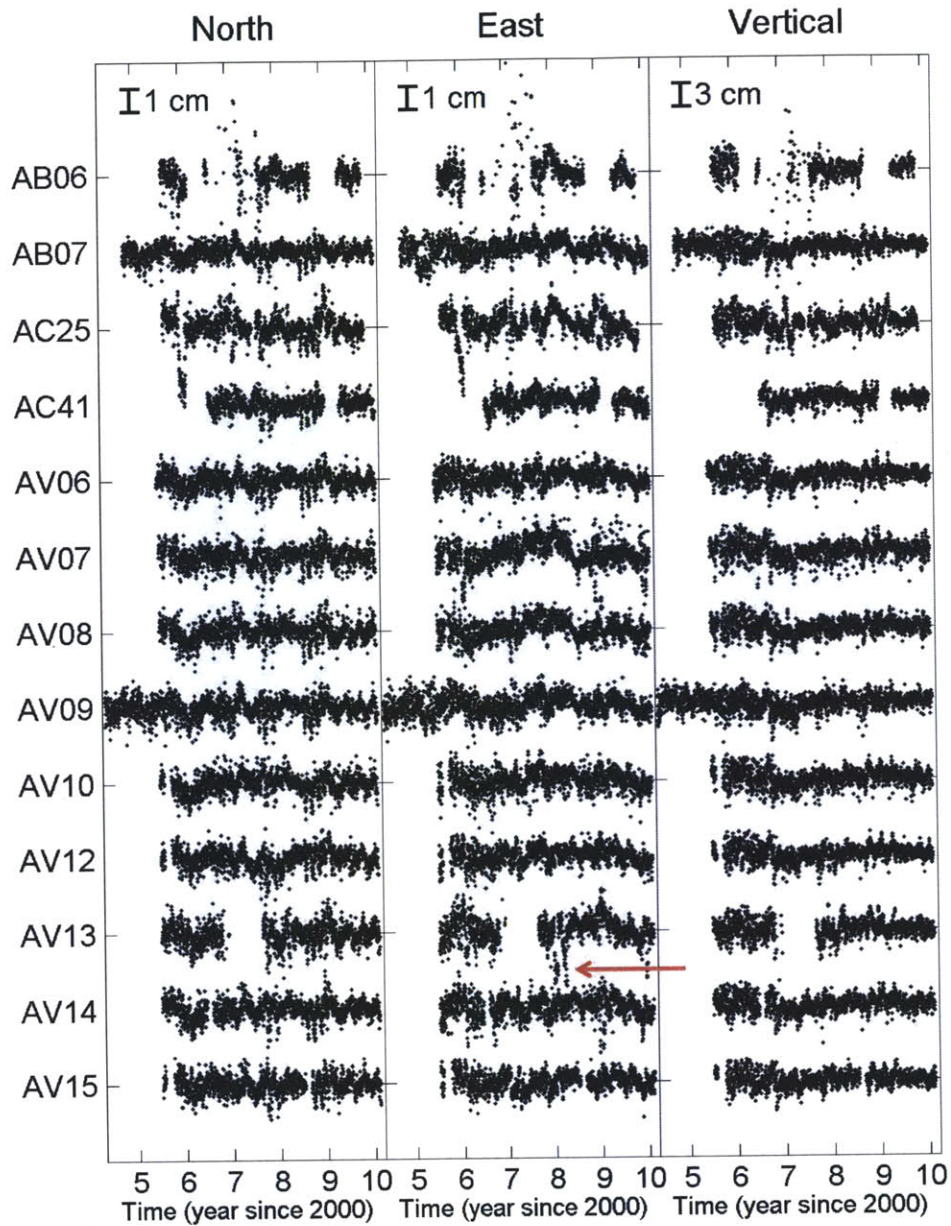 North East Vertical
1 cm 1 cm 3 cm
AB06
AB07
AC25
AC41
AV06
AV07
AV08
AV09
AV10
AV12
AV13
AV14
AV15
5 6 7 8 9 10 5 6 7 8 9 10 5 6 7 8 9 10
Time (year since 2000) Time (year since 2000) Time (year since 2000)